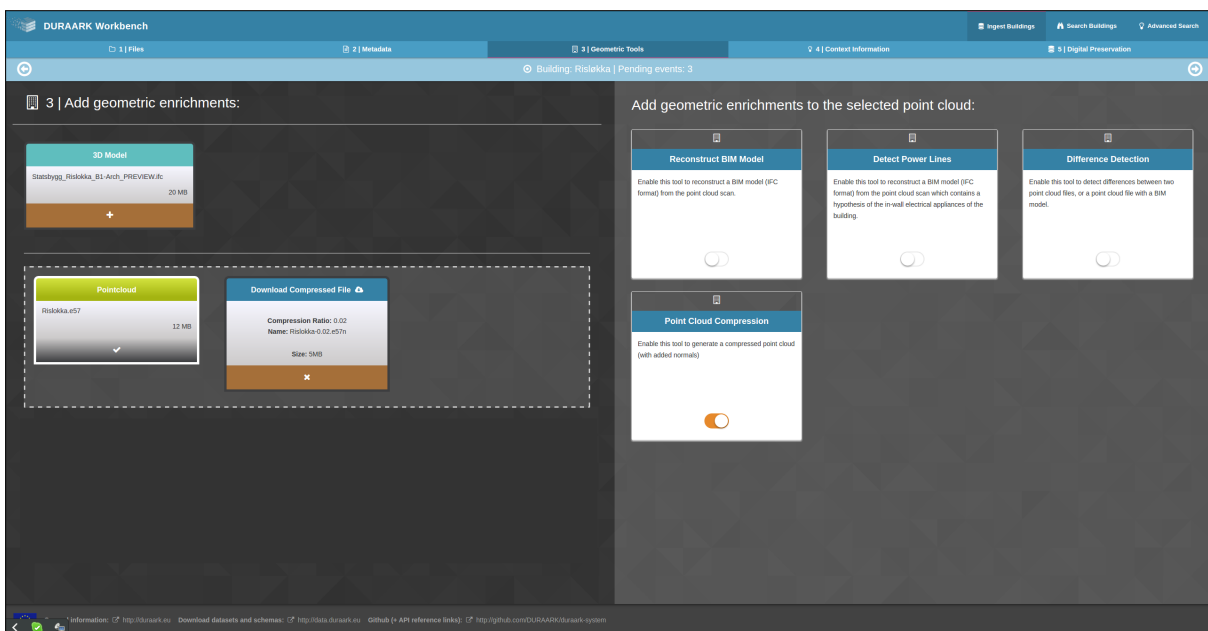 DURAARK Workbench
Ingest Buildings
Search Buildings
Advanced Search
1 | Files
2 | Metadata
3 | Geometric Tools
4 | Context Information
5 | Digital Preservation
Building: Risløkka | Pending events: 3
3 | Add geometric enrichments:
3D Model
Statsbygg_Rislokka_B1-Arch_PREVIEW.ifc
20 MB
Pointcloud
Rislokka.e57
12 MB
Download Compressed File
Compression Ratio: 0.02
Name: Rislokka-0.02.e57n
Size: 5MB
Add geometric enrichments to the selected point cloud:
Reconstruct BIM Model
Enable this tool to reconstruct a BIM model (IFC
format) from the point cloud scan.
Detect Power Lines
Enable this tool to reconstruct a BIM model (IFC
format) from the point cloud scan which contains a
hypothesis of the in-wall electrical appliances of the
building.
Difference Detection
Enable this tool to detect differences between two
point cloud files, or a point cloud file with a BIM
model.
Point Cloud Compression
Enable this tool to generate a compressed point cloud
(with added normals)
information: http://duraark.eu Download datasets and schemas: http://data.duraark.eu Github (+ API reference links): http://github.com/DURAARK/duraark-system